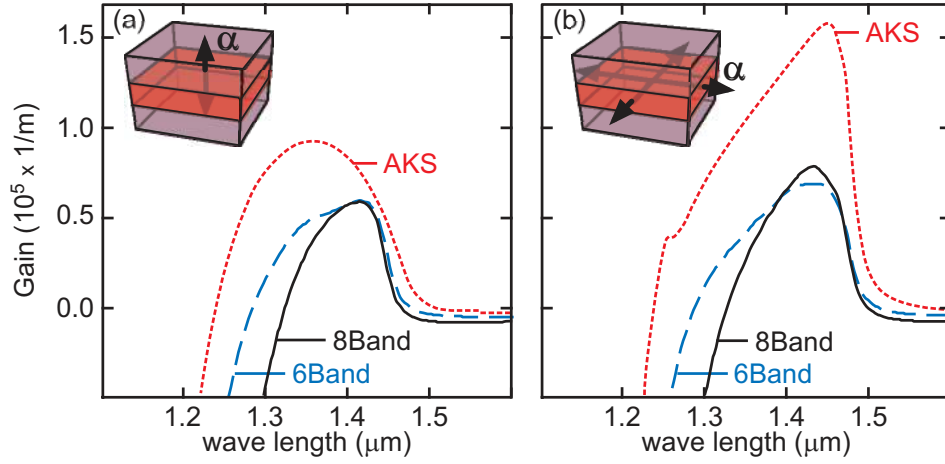 (a)
α
AKS
8Band
6Band
Gain (10⁵ x 1/m)
1.5
1.0
0.5
0.0
1.2 1.3 1.4 1.5
wave length (μm)
(b)
α
AKS
8Band
6Band
1.2 1.3 1.4 1.5
wave length (μm)